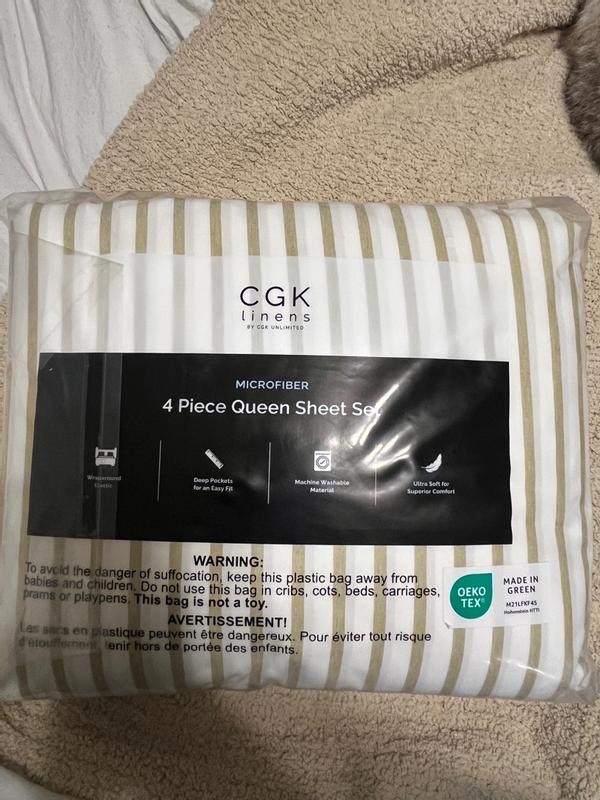 CGK
linens
BY CGK UNLIMITED
MICROFIBER
4 Piece Queen Sheet Set
Wraparound
Elastic
Deep Pockets
for an Easy Fit
Machine Washable
Material
Ultra Soft for
Superior Comfort
WARNING:
To avoid the danger of suffocation, keep this plastic bag away from
babies and children. Do not use this bag in cribs, cots, beds, carriages,
prams or playpens. This bag is not a toy.
AVERTISSEMENT!
Les sacs en plastique peuvent être dangereux. Pour éviter tout risque
d'étouffement, tenir hors de portée des enfants.
OEKO
TEX®
MADE IN
GREEN
M21LFKF45
Hohenstein HTTI